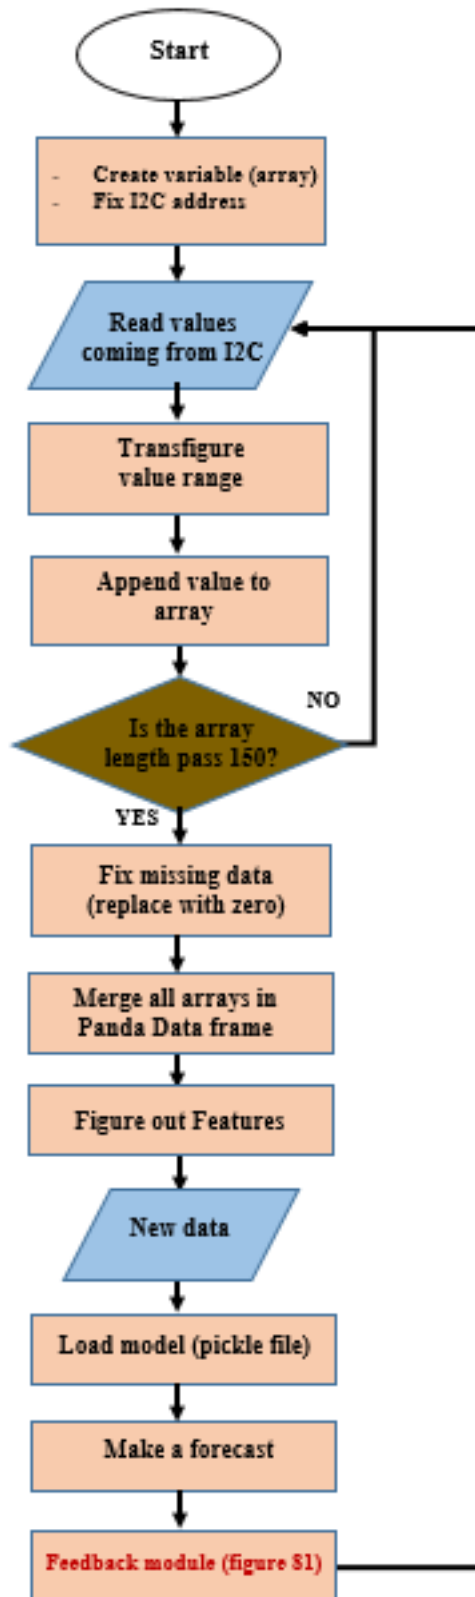 Start
- Create variable (array)
- Fix I2C address
Read values
coming from I2C
Transfigure
value range
Append value to
array
NO
Is the array
length pass 150?
YES
Fix missing data
(replace with zero)
Merge all arrays in
Panda Data frame
Figure out Features
New data
Load model (pickle file)
Make a forecast
Feedback module (figure S1)